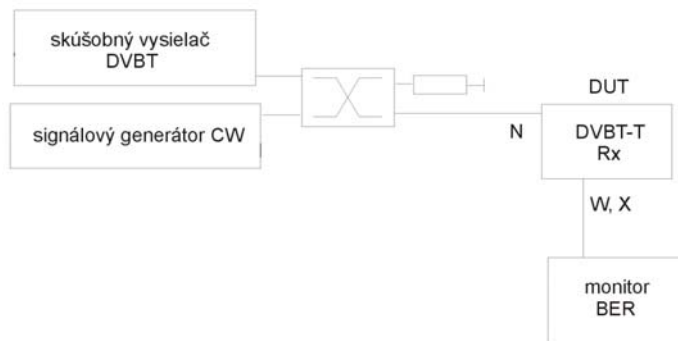 skúšobný vysielač
DVBT
signálový generátor CW
DUT
N
DVBT-T
Rx
W, X
monitor
BER